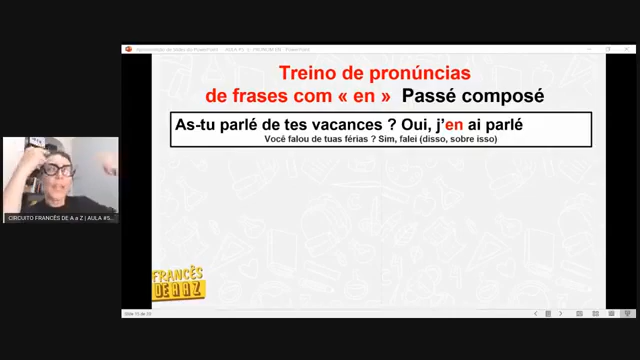 Treino de pronúncias
de frases com « en » Passé composé
As-tu parlé de tes vacances ? Oui, j'en ai parlé
Você falou de tuas férias ? Sim, falei (disso, sobre isso)
CIRCUITO FRANCÊS DE A a Z | AULA #5...
FRANCÊS
DE A A Z